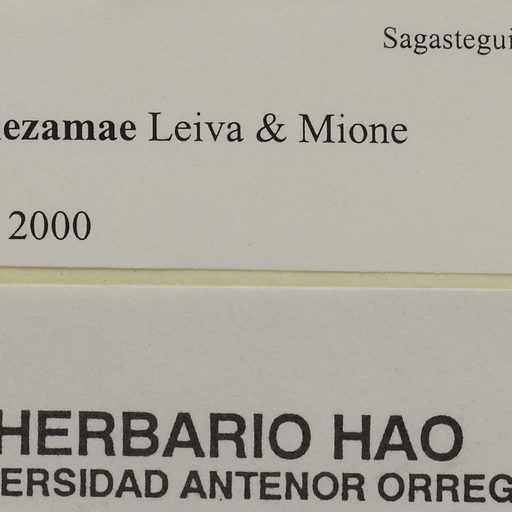 Sagastegui
ezamae Leiva & Mione
2000
HERBARIO HAO
ERSIDAD ANTENOR ORREG